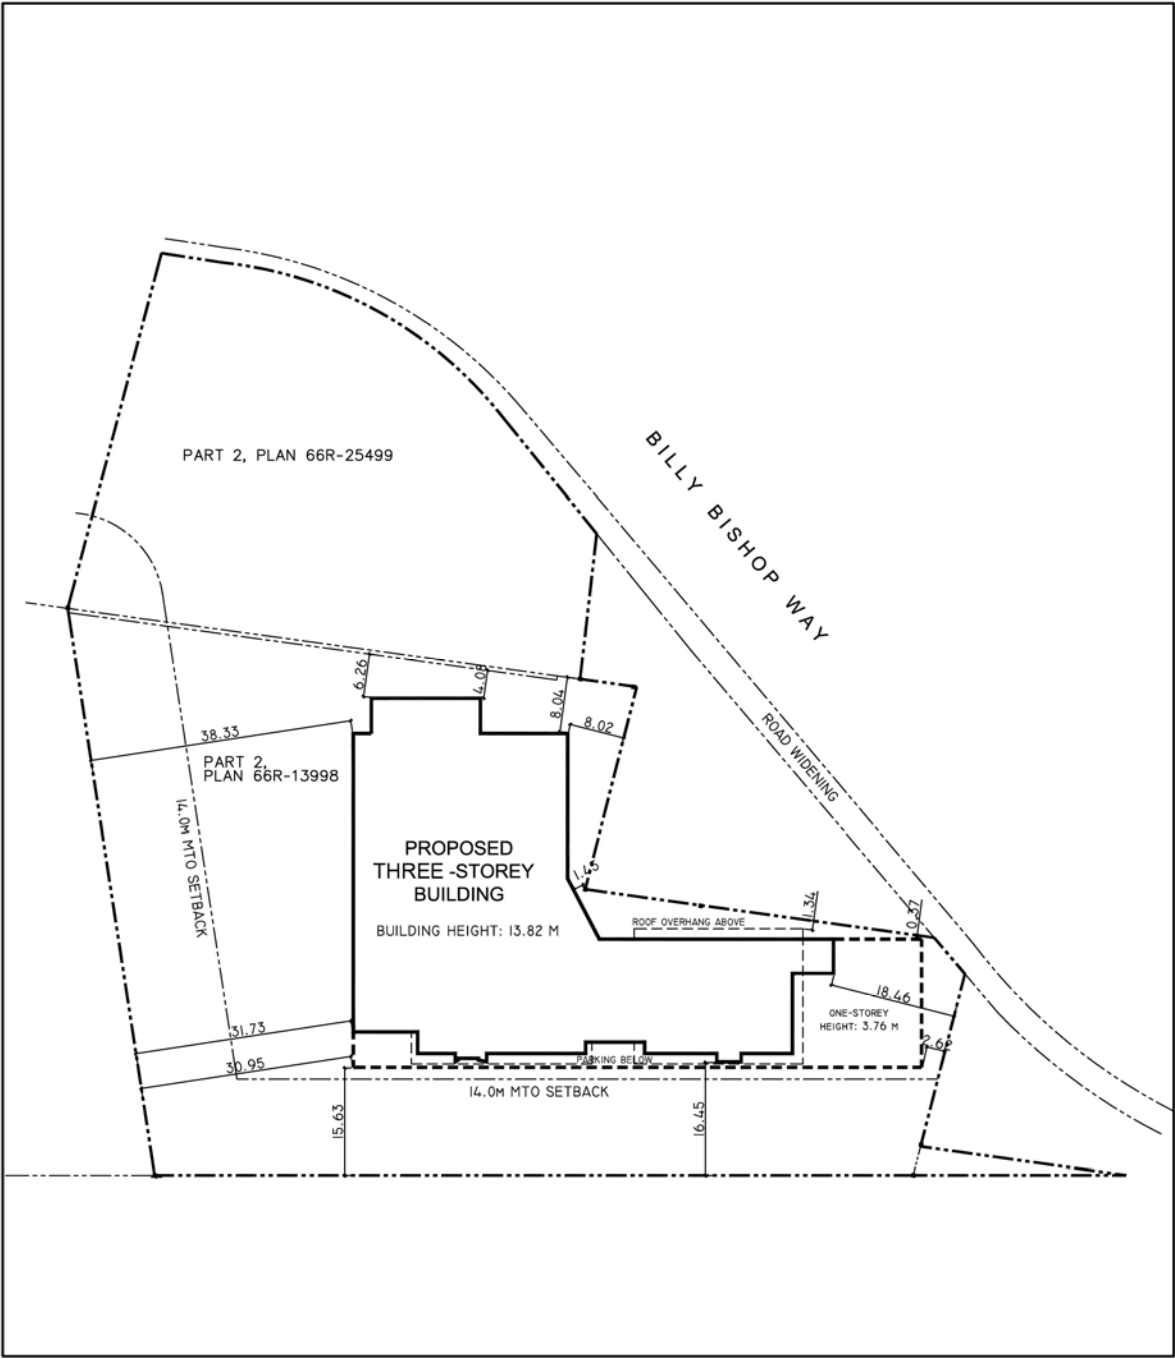 BILLY BISHOP WAY
PART 2, PLAN 66R-25499
6.26
4.08
8.04
8.02
38.33
ROAD WIDENING
PART 2,
PLAN 66R-13998
14.0M MTO SETBACK
PROPOSED
THREE -STOREY
BUILDING
BUILDING HEIGHT: 13.82 M
1.45
ROOF OVERHANG ABOVE
1.34
0.37
18.46
ONE-STOREY
HEIGHT: 3.76 M
31.73
30.95
PARKING BELOW
14.0M MTO SETBACK
15.63
16.45